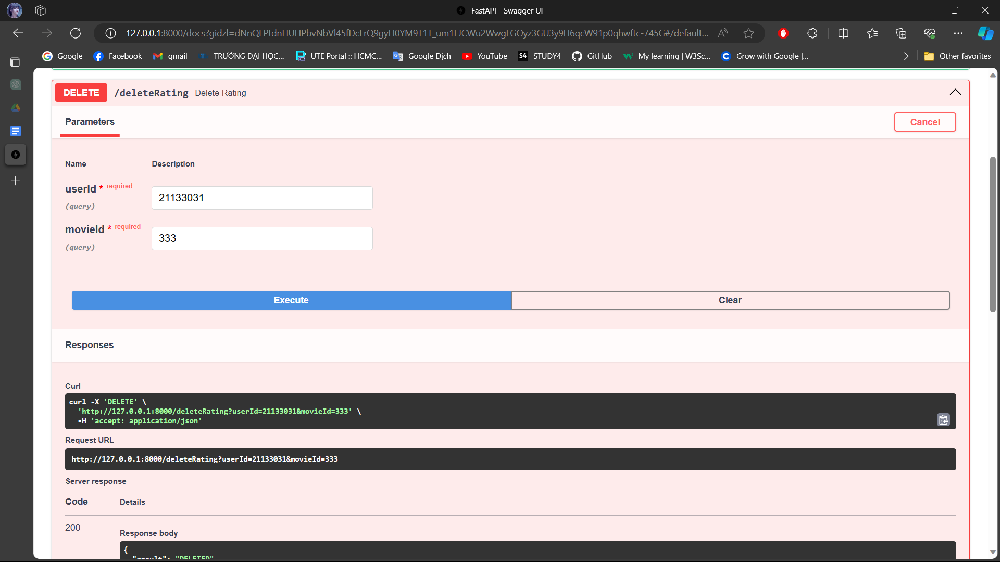 FastAPI - Swagger UI
127.0.0.1:8000/docs?gidzl=dNnQLPtdnHUHPbvNbVl45fDcLrQ9gyH0YM9T1T_um1FJCWu2WwgLGOyz3GU3y9H6qcW91p0qhwftc-745G#/default...
Google Facebook gmail TRƯỜNG ĐẠI HỌC... UTE Portal :: HCMC... Google Dịch YouTube S4 STUDY4 GitHub My learning | W3Sc... Grow with Google |... Other favorites
DELETE /deleteRating Delete Rating
Parameters Cancel
Name Description
userId * required
(query)
21133031
movieId * required
(query)
333
Execute Clear
Responses
Curl
curl -X 'DELETE' \
'http://127.0.0.1:8000/deleteRating?userId=21133031&movieId=333' \
-H 'accept: application/json'
Request URL
http://127.0.0.1:8000/deleteRating?userId=21133031&movieId=333
Server response
Code Details
200
Response body
{
"result": "DELETED"